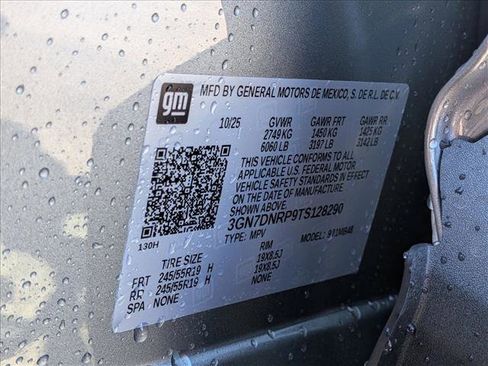 gm
MFD BY GENERAL MOTORS DE MEXICO, S. DE R.L. DE C.V.
10/25 GVWR GAWR FRT GAWR RR
2749 KG 1450 KG 1425 KG
6060 LB 3197 LB 3142 LB
THIS VEHICLE CONFORMS TO ALL
APPLICABLE U.S. FEDERAL MOTOR
VEHICLE SAFETY STANDARDS IN EFFECT
ON THE DATE OF MANUFACTURE
SHOWN ABOVE.
3GN7DNRP9TS128290
TYPE: MPV MODEL:
130H
TIRE SIZE RIM
FRT 245/55R19 H 19X8.5J
RR 245/55R19 H 19X8.5J
SPA NONE NONE